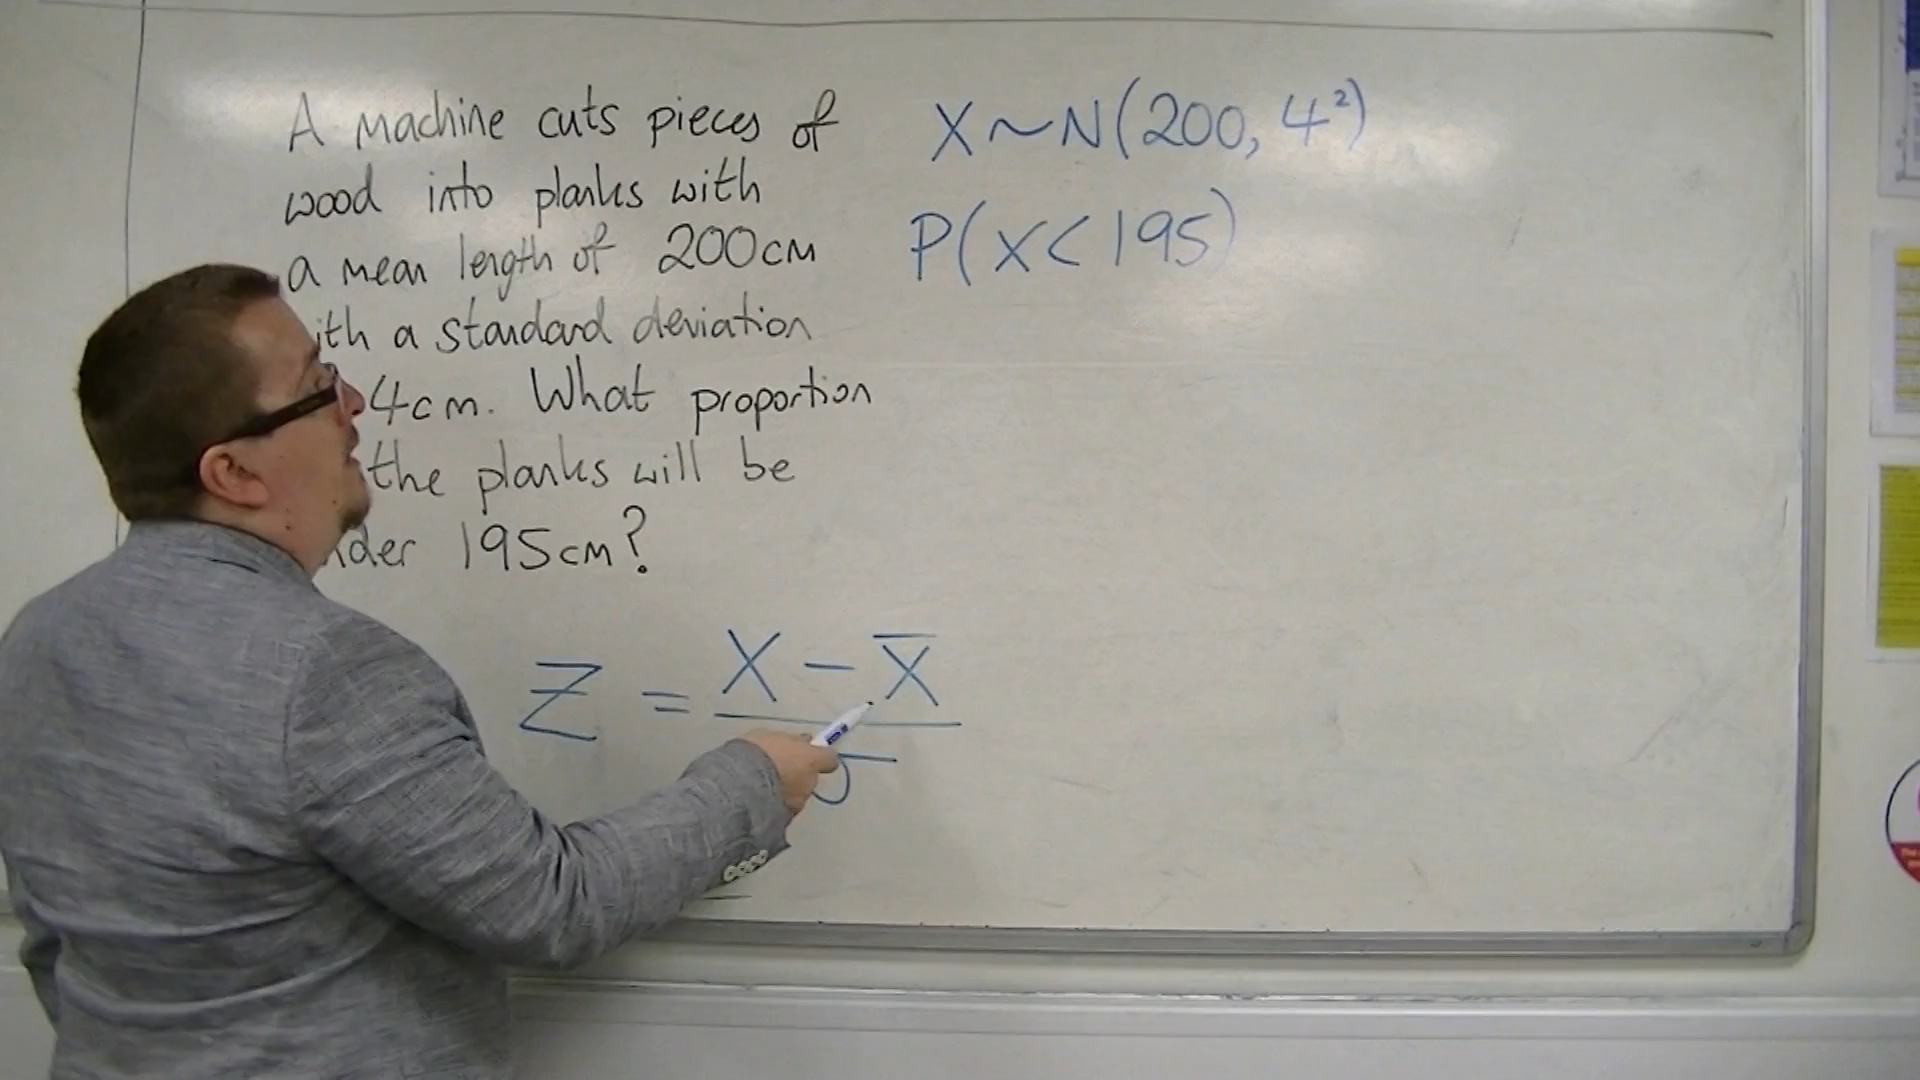 A machine cuts pieces of
wood into planks with
a mean length of 200cm
ith a standard deviation
4cm. What proportion
the planks will be
der 195cm?
X~N(200, 4²)
P(X<195)
Z = X - X̄
σ